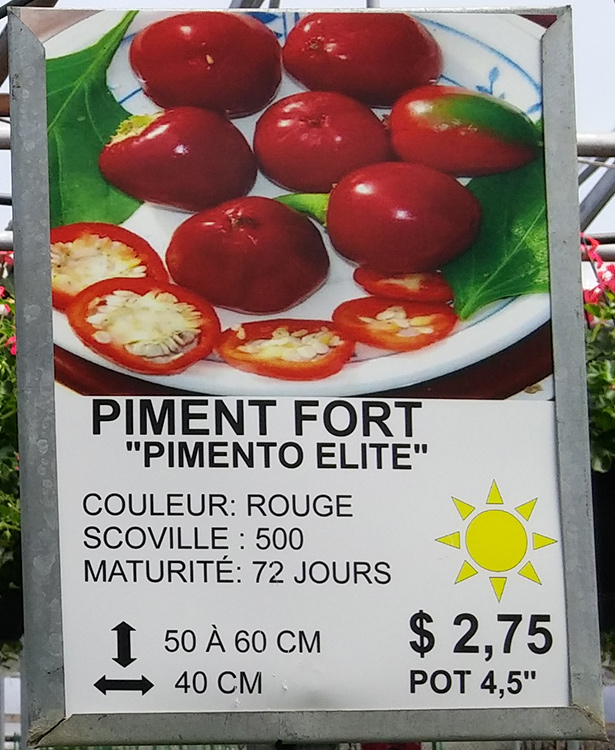 PIMENT FORT
"PIMENTO ELITE"
COULEUR: ROUGE
SCOVILLE : 500
MATURITÉ: 72 JOURS
50 À 60 CM
40 CM
$ 2,75
POT 4,5"